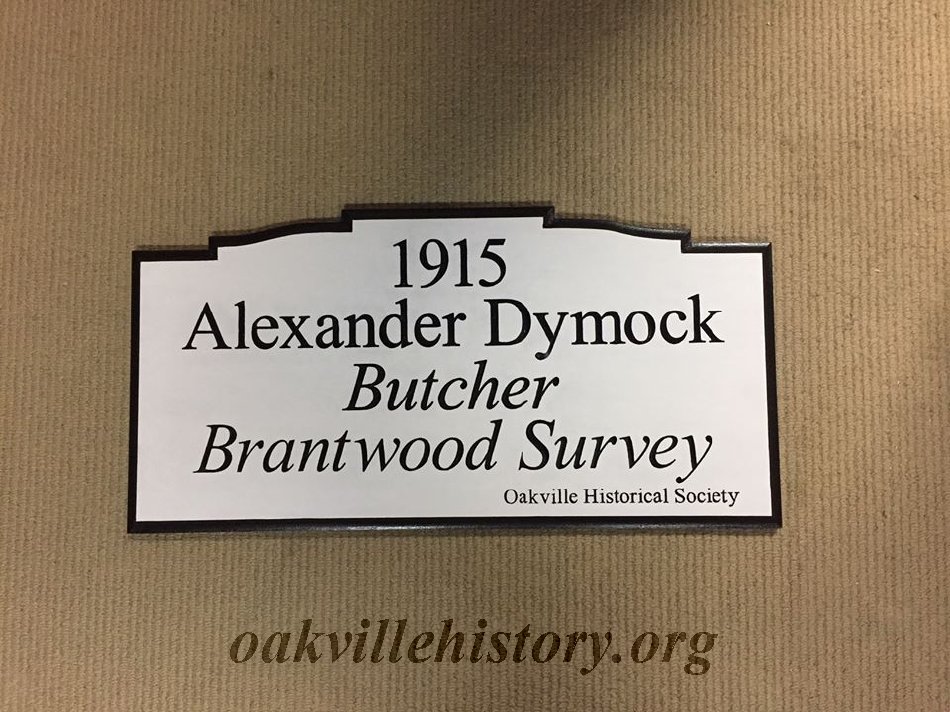 1915
Alexander Dymock
Butcher
Brantwood Survey
Oakville Historical Society
oakvillehistory.org